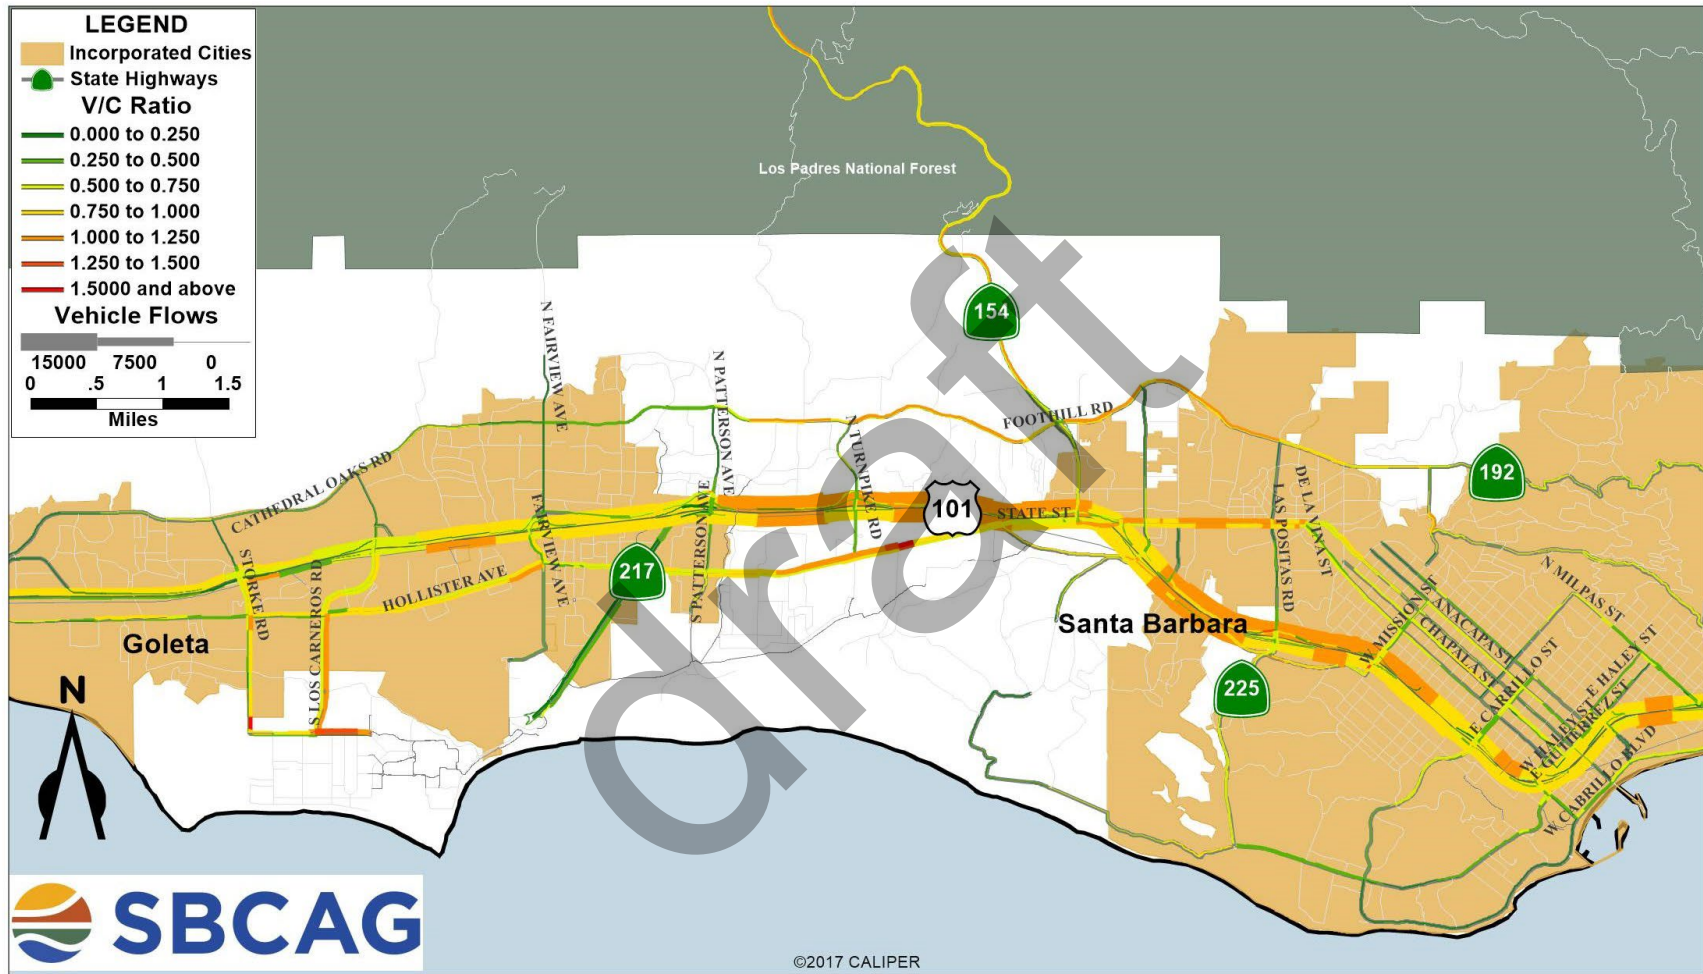 LEGEND
Incorporated Cities
State Highways
V/C Ratio
0.000 to 0.250
0.250 to 0.500
0.500 to 0.750
0.750 to 1.000
1.000 to 1.250
1.250 to 1.500
1.5000 and above
Vehicle Flows
15000 7500 0
0 .5 1 1.5
Miles
Los Padres National Forest
154
N FAIRVIEW AVE
N PATTERSON AVE
N TURNPIKE RD
FOOTHILL RD
192
CATHEDRAL OAKS RD
DE LA VINA ST
LAS POSITAS RD
101
STATE ST
FAIRVIEW AVE
S PATTERSON AVE
217
STORKE RD
S LOS CARNEROS RD
HOLLISTER AVE
Goleta
Santa Barbara
W MISSION ST
ANACAPA ST
CHAPALA ST
N MILPAS ST
E CARRILLO ST
E HALEY ST
W HALEY ST
E GUTIERREZ ST
W CABRILLO BLVD
225
N
draft
SBCAG
©2017 CALIPER